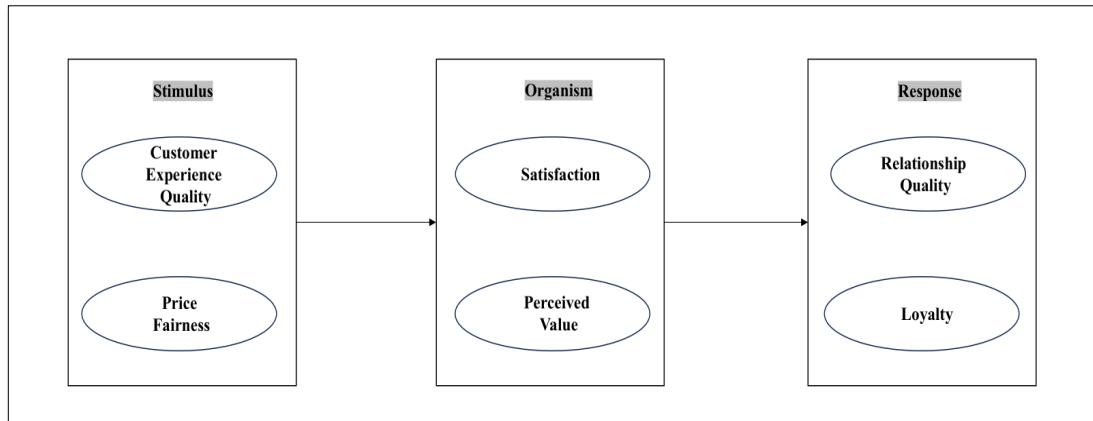 Stimulus
Customer
Experience
Quality
Price
Fairness
Organism
Satisfaction
Perceived
Value
Response
Relationship
Quality
Loyalty